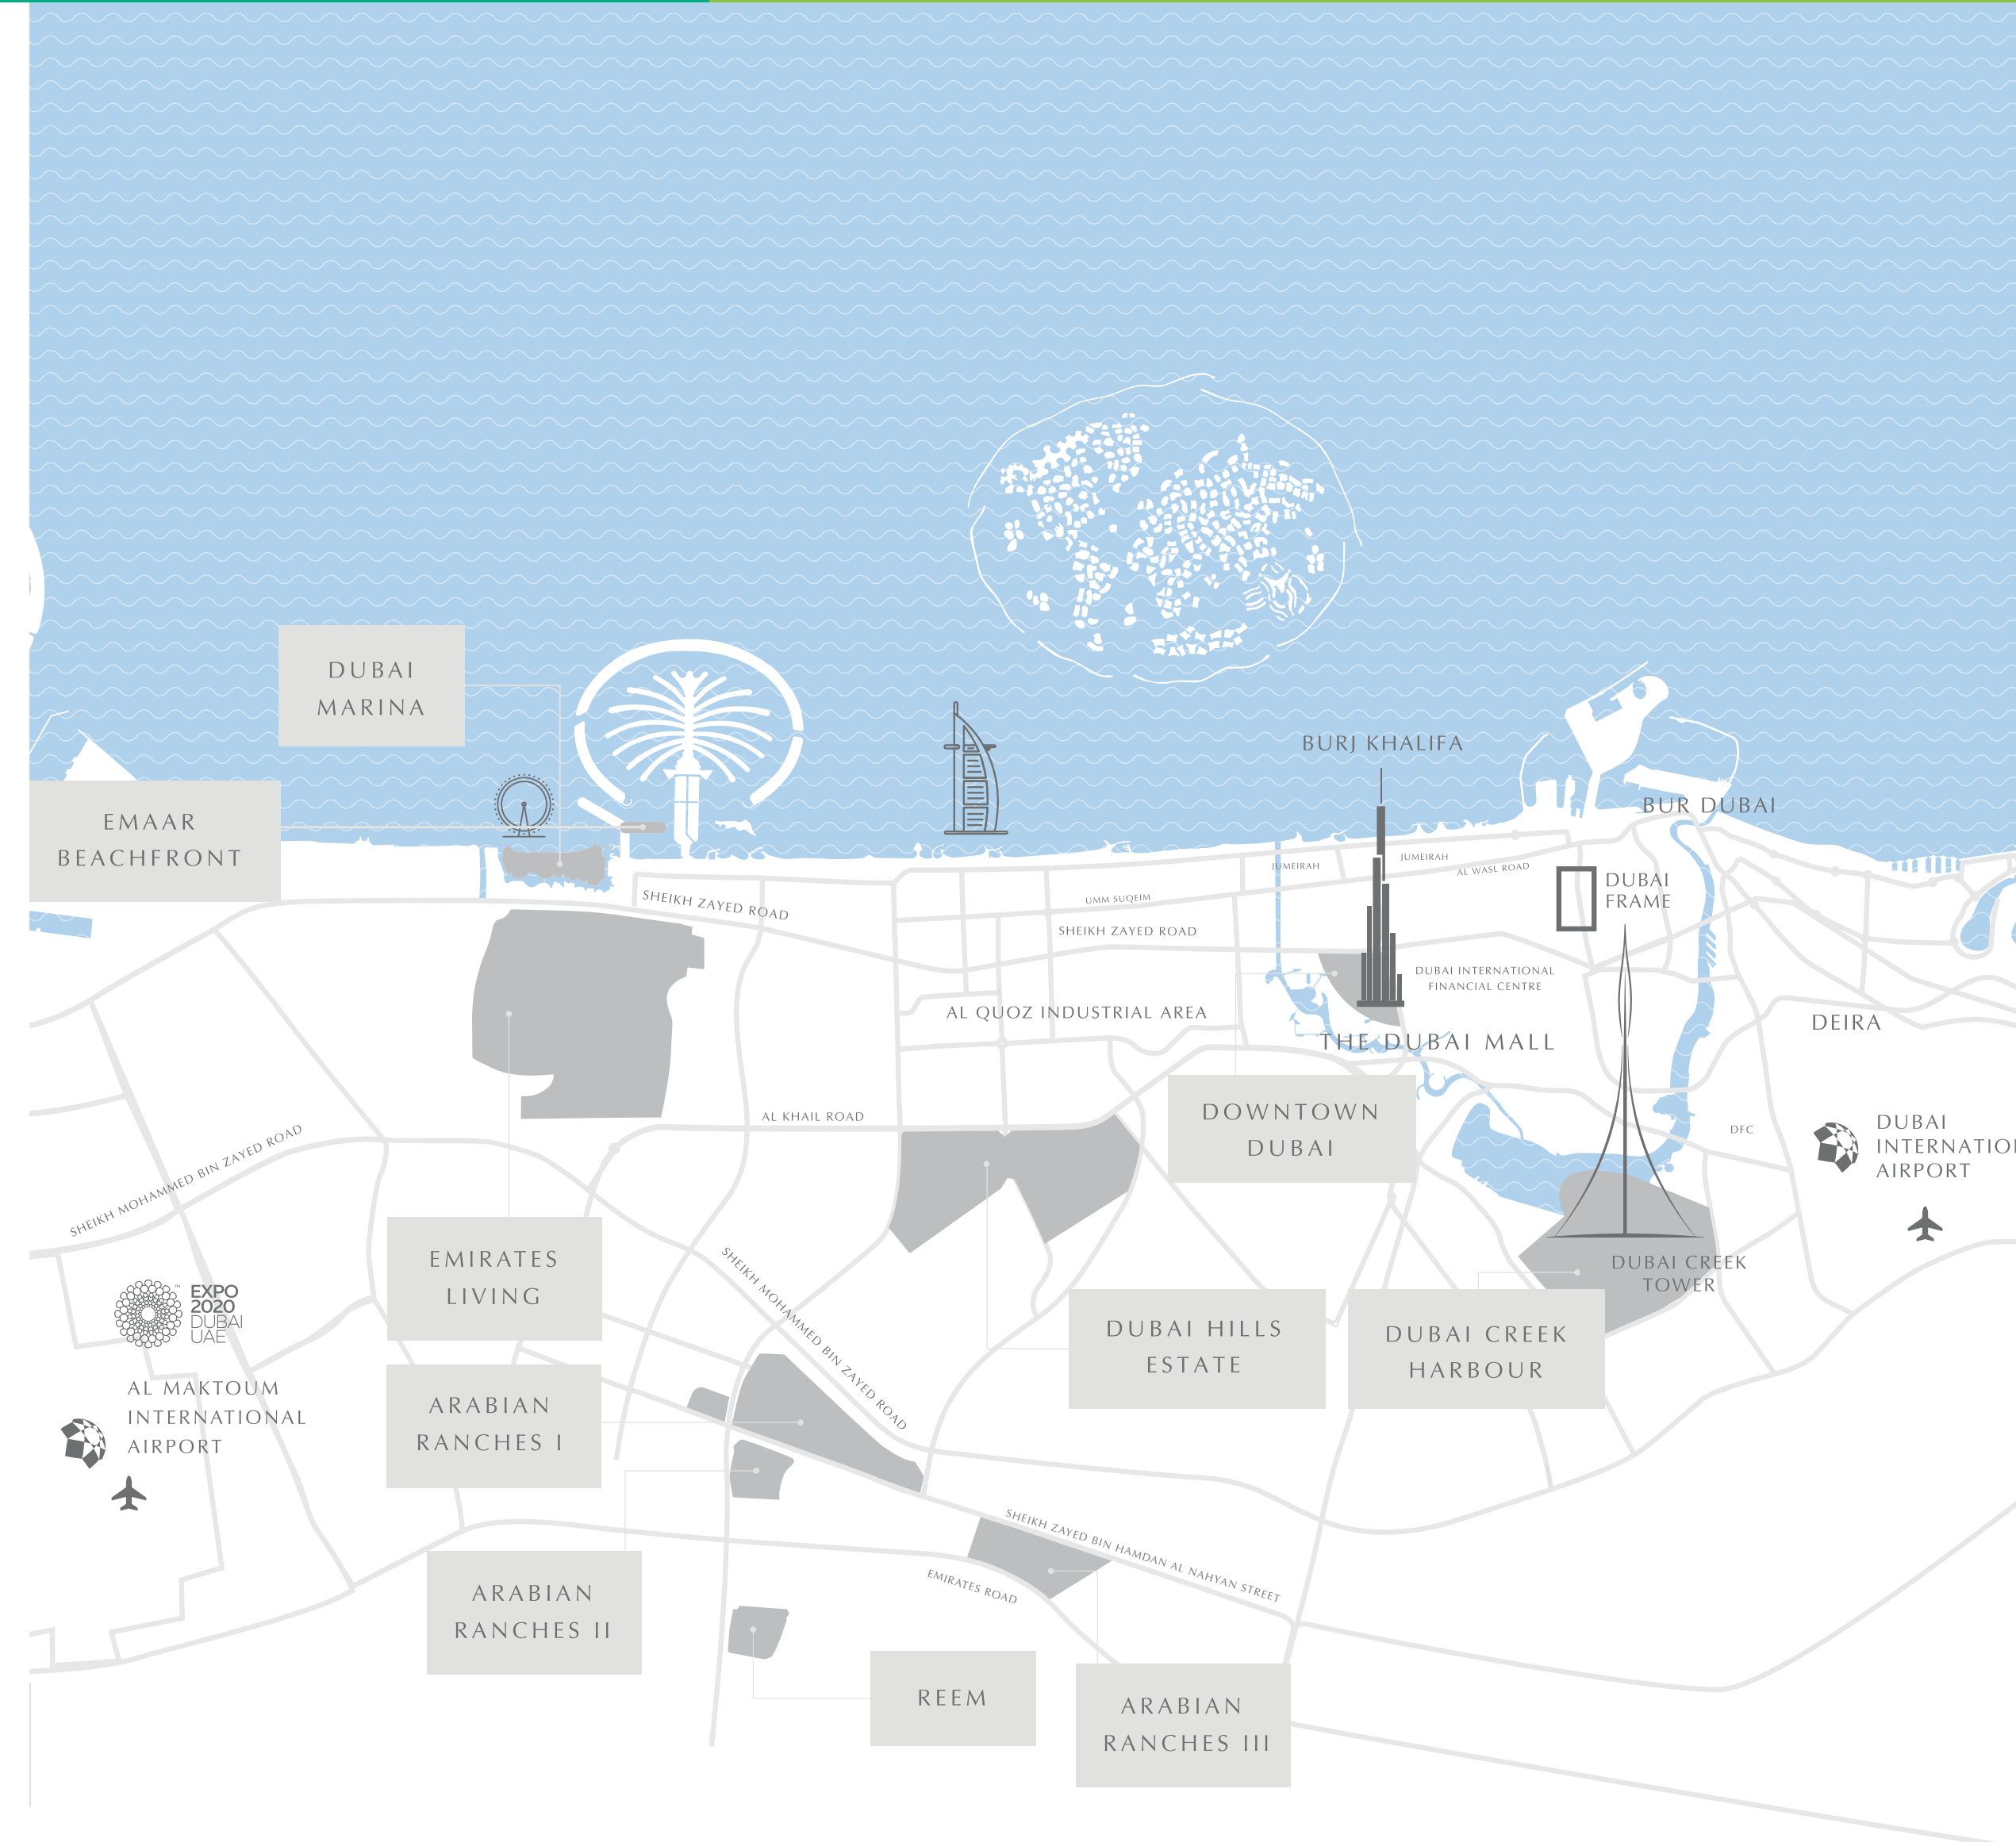 DUBAI
MARINA
BURJ KHALIFA
EMAAR
BEACHFRONT
BUR DUBAI
JUMEIRAH
JUMEIRAH
AL WASL ROAD
DUBAI
FRAME
SHEIKH ZAYED ROAD
UMM SUQEIM
SHEIKH ZAYED ROAD
DUBAI INTERNATIONAL
FINANCIAL CENTRE
AL QUOZ INDUSTRIAL AREA
THE DUBAI MALL
DEIRA
AL KHAIL ROAD
DOWNTOWN
DUBAI
DFC
DUBAI
INTERNATIO
AIRPORT
SHEIKH MOHAMMED BIN ZAYED ROAD
EMIRATES
LIVING
SHEIKH MOHAMMED BIN ZAYED ROAD
DUBAI CREEK
TOWER
EXPO
2020
DUBAI
UAE
TM
DUBAI HILLS
ESTATE
DUBAI CREEK
HARBOUR
AL MAKTOUM
INTERNATIONAL
AIRPORT
ARABIAN
RANCHES I
SHEIKH ZAYED BIN HAMDAN AL NAHYAN STREET
EMIRATES ROAD
ARABIAN
RANCHES II
REEM
ARABIAN
RANCHES III